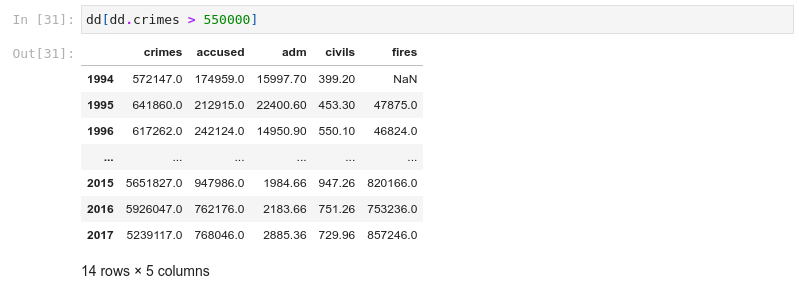 In [31]: dd[dd.crimes > 550000]
Out[31]:
crimes accused adm civils fires
1994 572147.0 174959.0 15997.70 399.20 NaN
1995 641860.0 212915.0 22400.60 453.30 47875.0
1996 617262.0 242124.0 14950.90 550.10 46824.0
... ... ... ... ... ...
2015 5651827.0 947986.0 1984.66 947.26 820166.0
2016 5926047.0 762176.0 2183.66 751.26 753236.0
2017 5239117.0 768046.0 2885.36 729.96 857246.0
14 rows × 5 columns